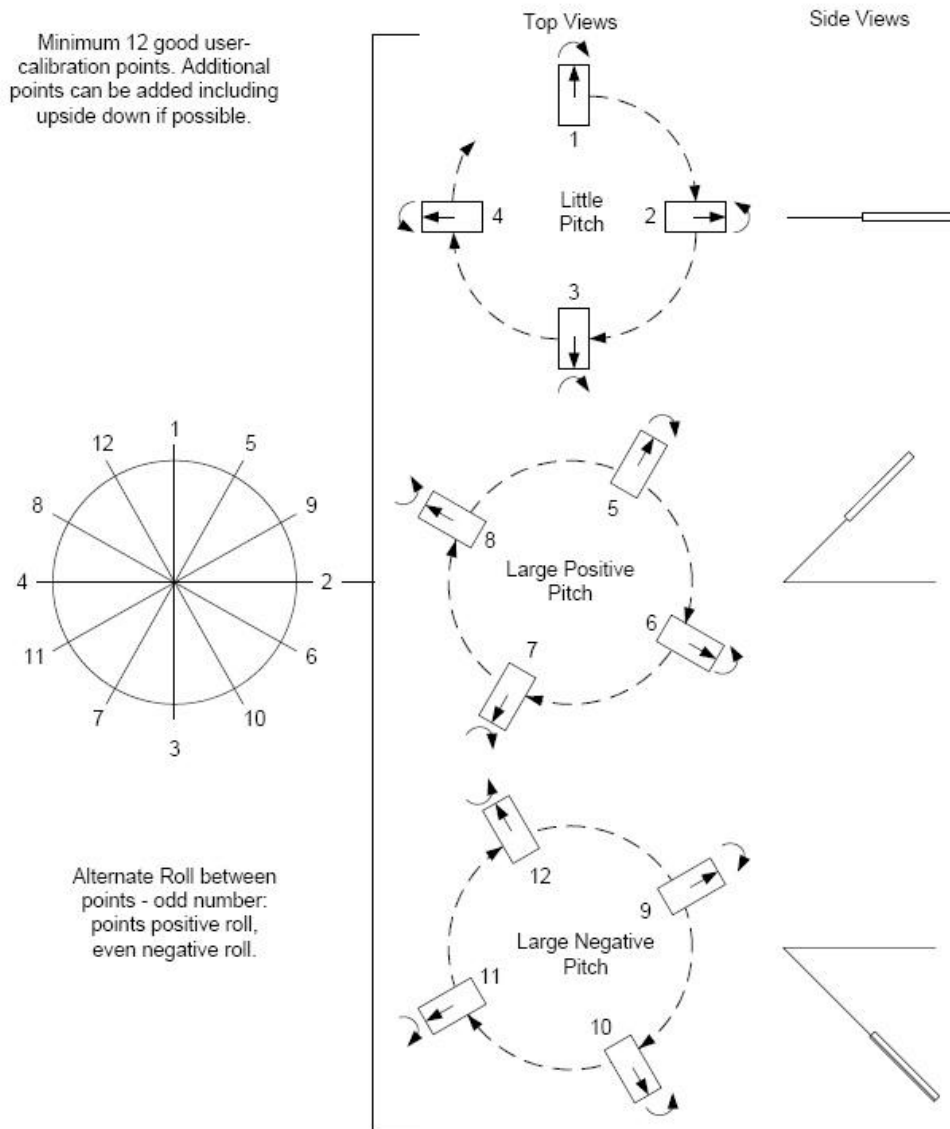 Minimum 12 good user-
calibration points. Additional
points can be added including
upside down if possible.
Top Views
Side Views
1
Little
Pitch
4
2
3
1
12
5
8
9
4
2
11
6
7
10
3
5
8
Large Positive
Pitch
6
7
Alternate Roll between
points - odd number:
points positive roll,
even negative roll.
12
9
Large Negative
Pitch
11
10